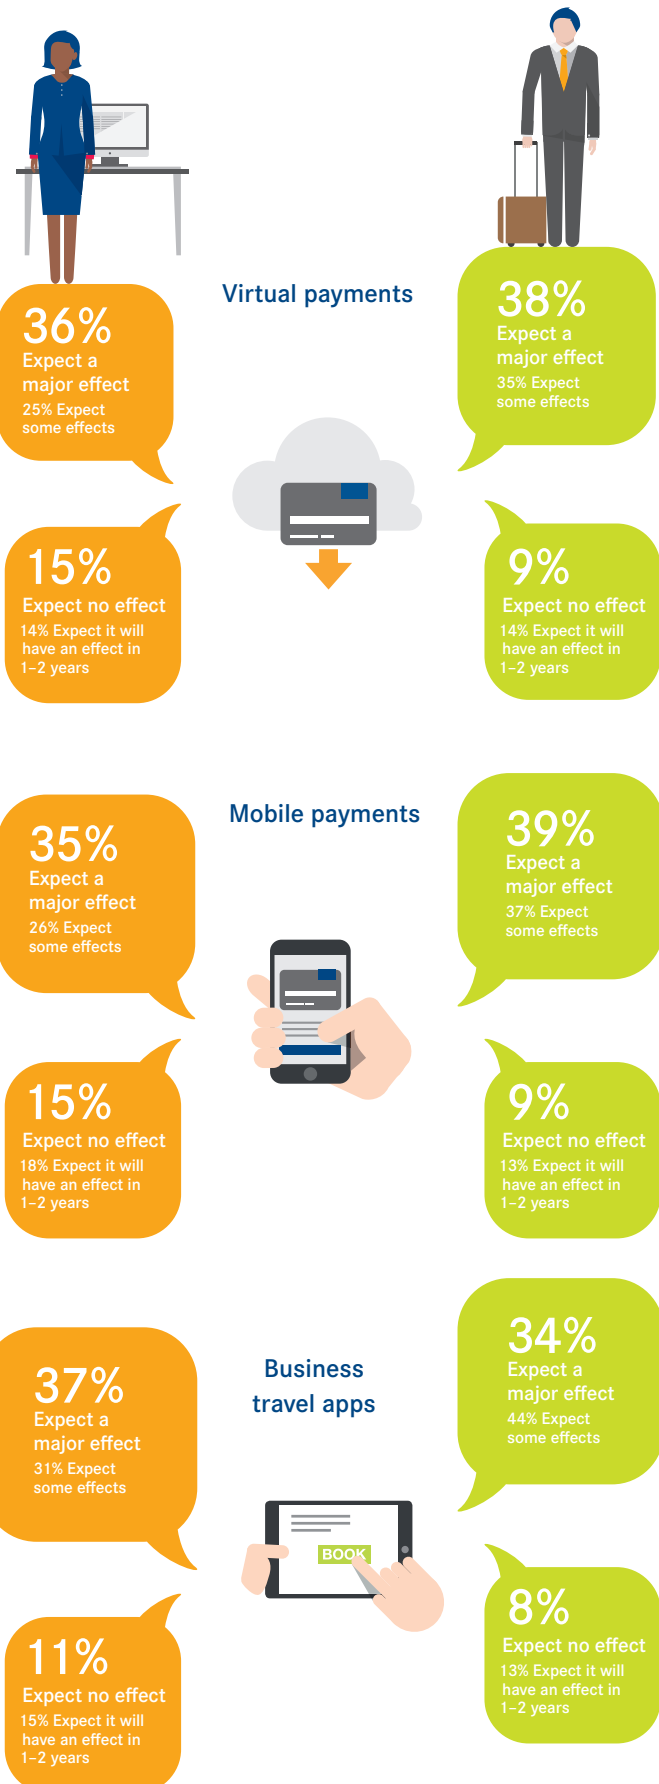 Virtual payments
36%
Expect a
major effect
25% Expect
some effects
38%
Expect a
major effect
35% Expect
some effects
15%
Expect no effect
14% Expect it will
have an effect in
1–2 years
9%
Expect no effect
14% Expect it will
have an effect in
1–2 years
Mobile payments
35%
Expect a
major effect
26% Expect
some effects
39%
Expect a
major effect
37% Expect
some effects
15%
Expect no effect
18% Expect it will
have an effect in
1–2 years
9%
Expect no effect
13% Expect it will
have an effect in
1–2 years
Business
travel apps
37%
Expect a
major effect
31% Expect
some effects
34%
Expect a
major effect
44% Expect
some effects
BOOK
11%
Expect no effect
15% Expect it will
have an effect in
1–2 years
8%
Expect no effect
13% Expect it will
have an effect in
1–2 years